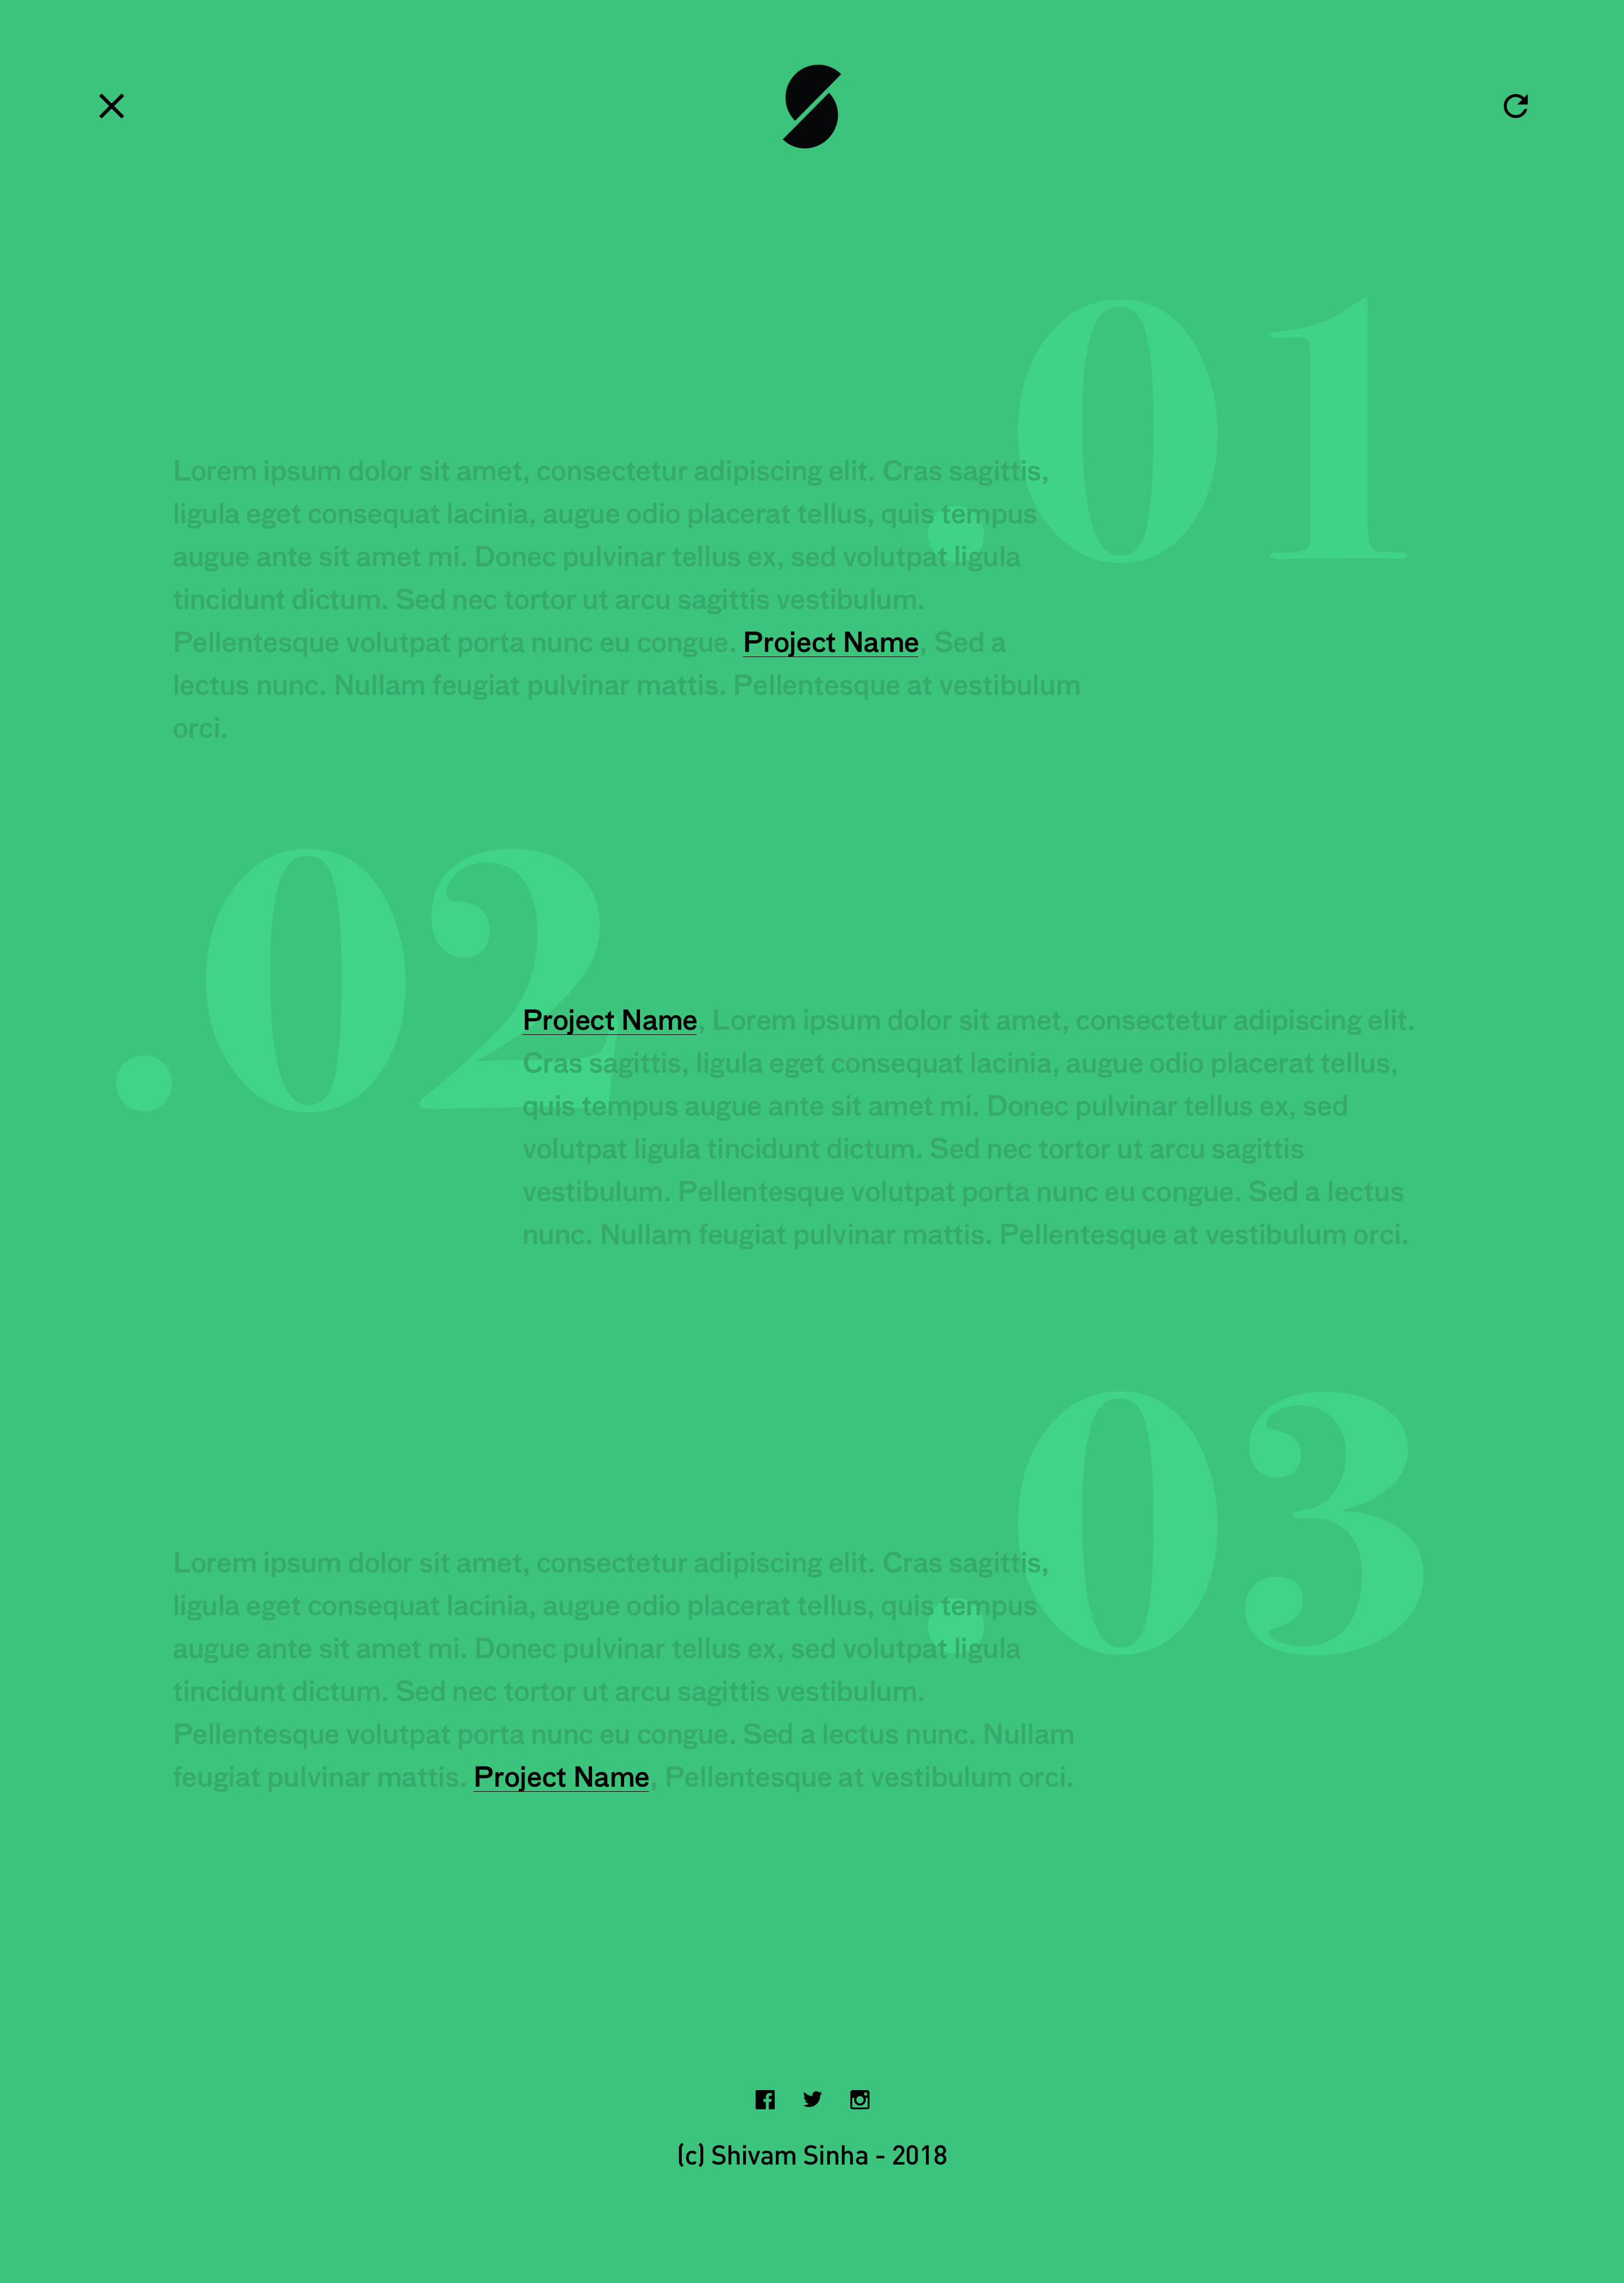 .01
Lorem ipsum dolor sit amet, consectetur adipiscing elit. Cras sagittis,
ligula eget consequat lacinia, augue odio placerat tellus, quis tempus
augue ante sit amet mi. Donec pulvinar tellus ex, sed volutpat ligula
tincidunt dictum. Sed nec tortor ut arcu sagittis vestibulum.
Pellentesque volutpat porta nunc eu congue. Project Name, Sed a
lectus nunc. Nullam feugiat pulvinar mattis. Pellentesque at vestibulum
orci.
.02
Project Name, Lorem ipsum dolor sit amet, consectetur adipiscing elit.
Cras sagittis, ligula eget consequat lacinia, augue odio placerat tellus,
quis tempus augue ante sit amet mi. Donec pulvinar tellus ex, sed
volutpat ligula tincidunt dictum. Sed nec tortor ut arcu sagittis
vestibulum. Pellentesque volutpat porta nunc eu congue. Sed a lectus
nunc. Nullam feugiat pulvinar mattis. Pellentesque at vestibulum orci.
.03
Lorem ipsum dolor sit amet, consectetur adipiscing elit. Cras sagittis,
ligula eget consequat lacinia, augue odio placerat tellus, quis tempus
augue ante sit amet mi. Donec pulvinar tellus ex, sed volutpat ligula
tincidunt dictum. Sed nec tortor ut arcu sagittis vestibulum.
Pellentesque volutpat porta nunc eu congue. Sed a lectus nunc. Nullam
feugiat pulvinar mattis. Project Name, Pellentesque at vestibulum orci.
(c) Shivam Sinha - 2018